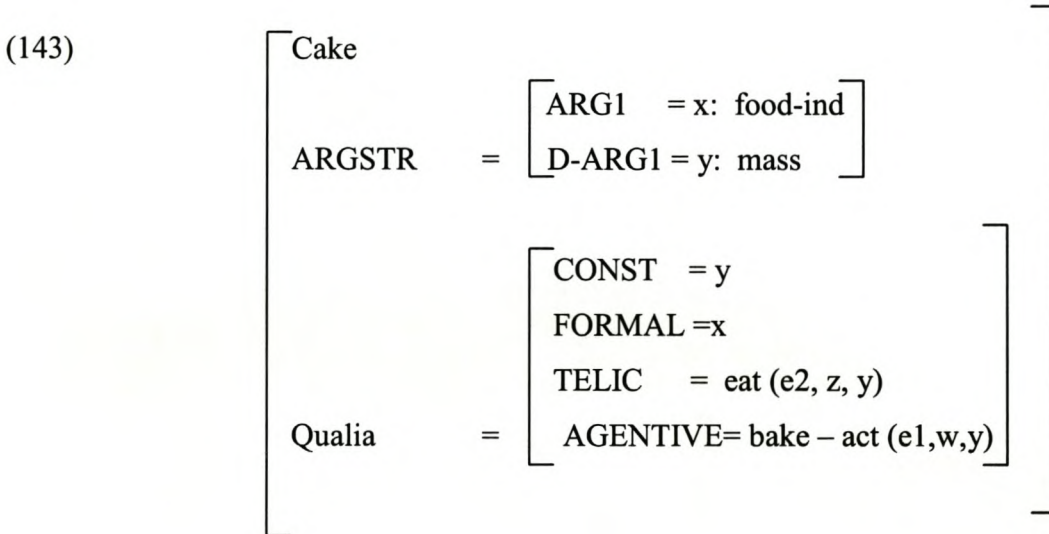 (143) Cake
ARG1 = x: food-ind
ARGSTR = D-ARG1 = y: mass
CONST = y
FORMAL =x
TELIC = eat (e2, z, y)
Qualia = AGENTIVE= bake – act (e1,w,y)